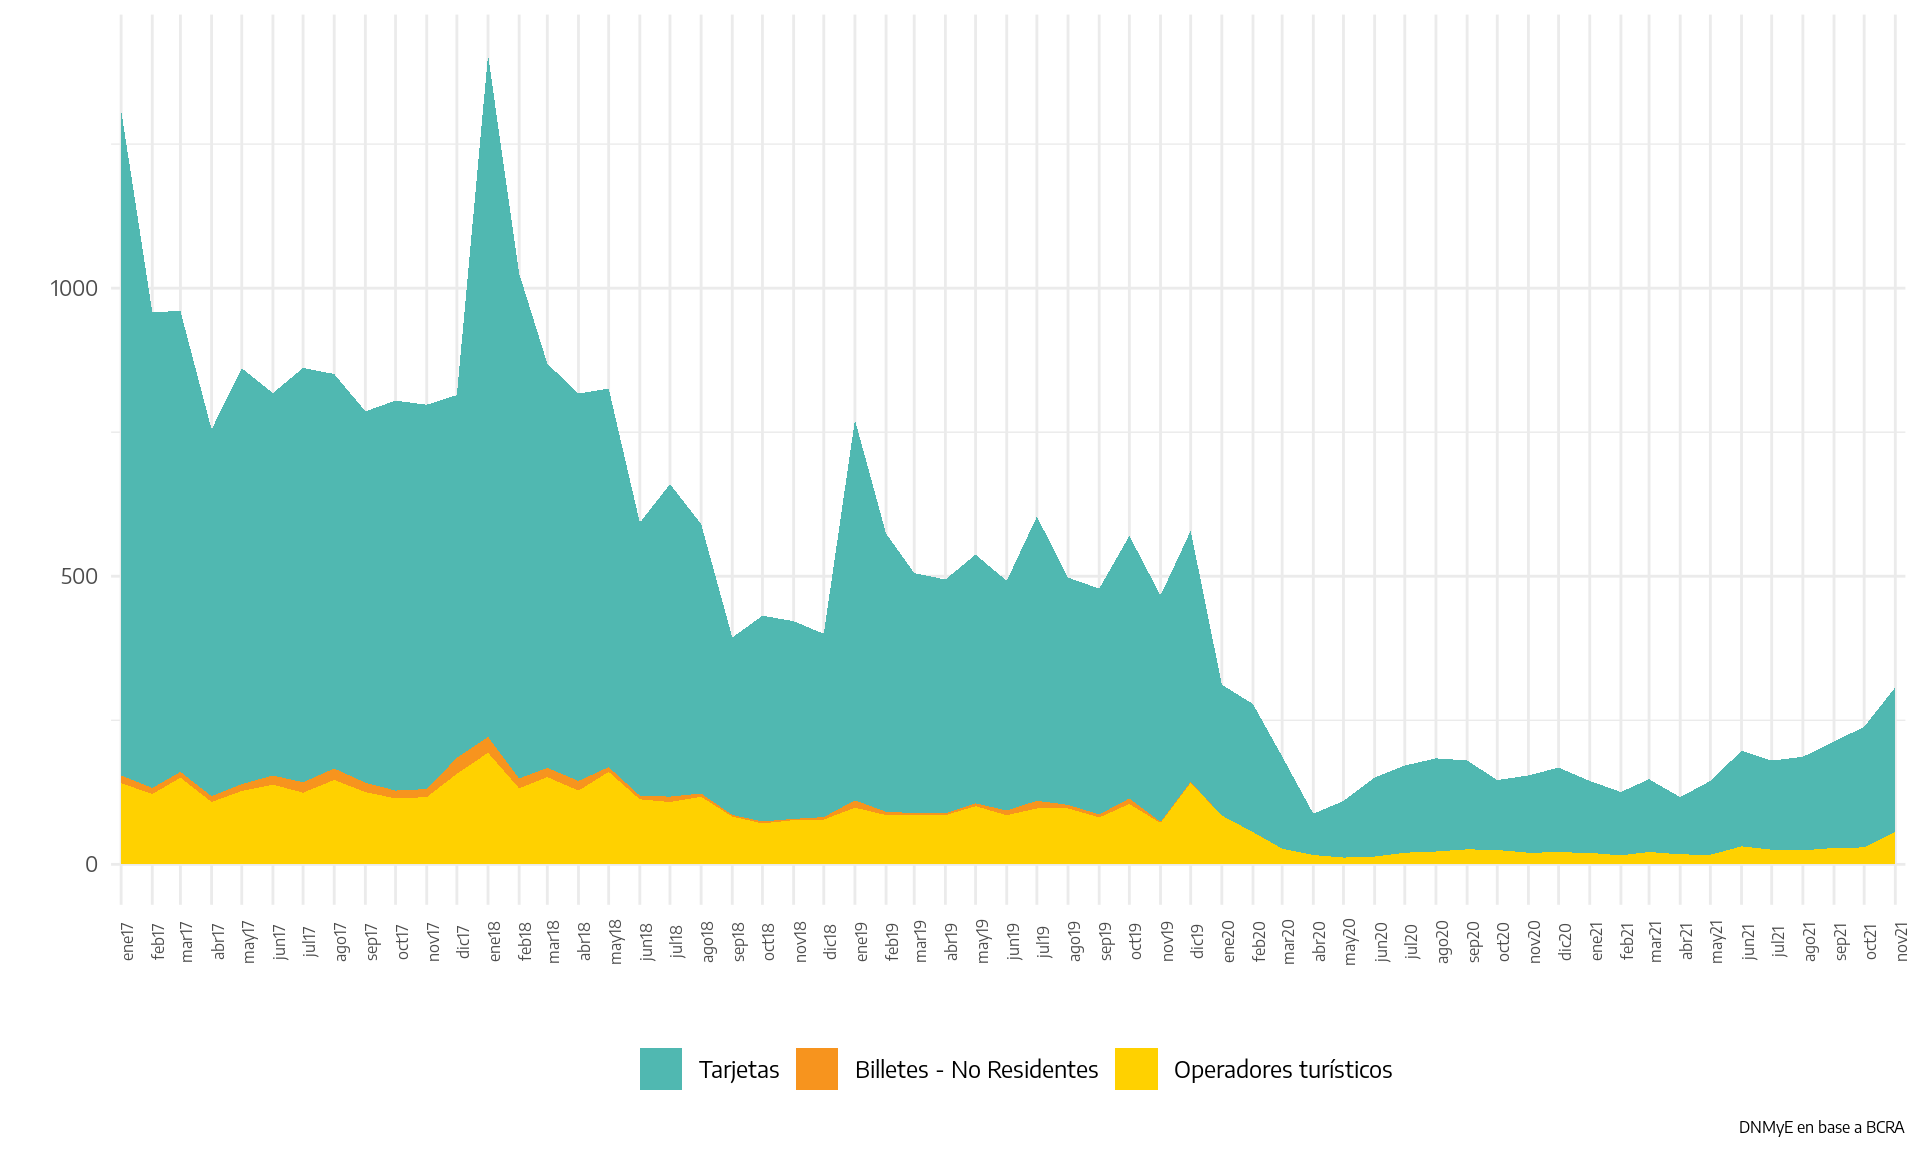 1000
500
0
ene17 feb17 mar17 abr17 may17 jun17 jul17 ago17 sep17 oct17 nov17 dic17 ene18 feb18 mar18 abr18 may18 jun18 jul18 ago18 sep18 oct18 nov18 dic18 ene19 feb19 mar19 abr19 may19 jun19 jul19 ago19 sep19 oct19 nov19 dic19 ene20 feb20 mar20 abr20 may20 jun20 jul20 ago20 sep20 oct20 nov20 dic20 ene21 feb21 mar21 abr21 may21 jun21 jul21 ago21 sep21 oct21 nov21
Tarjetas Billetes - No Residentes Operadores turísticos
DNMyE en base a BCRA